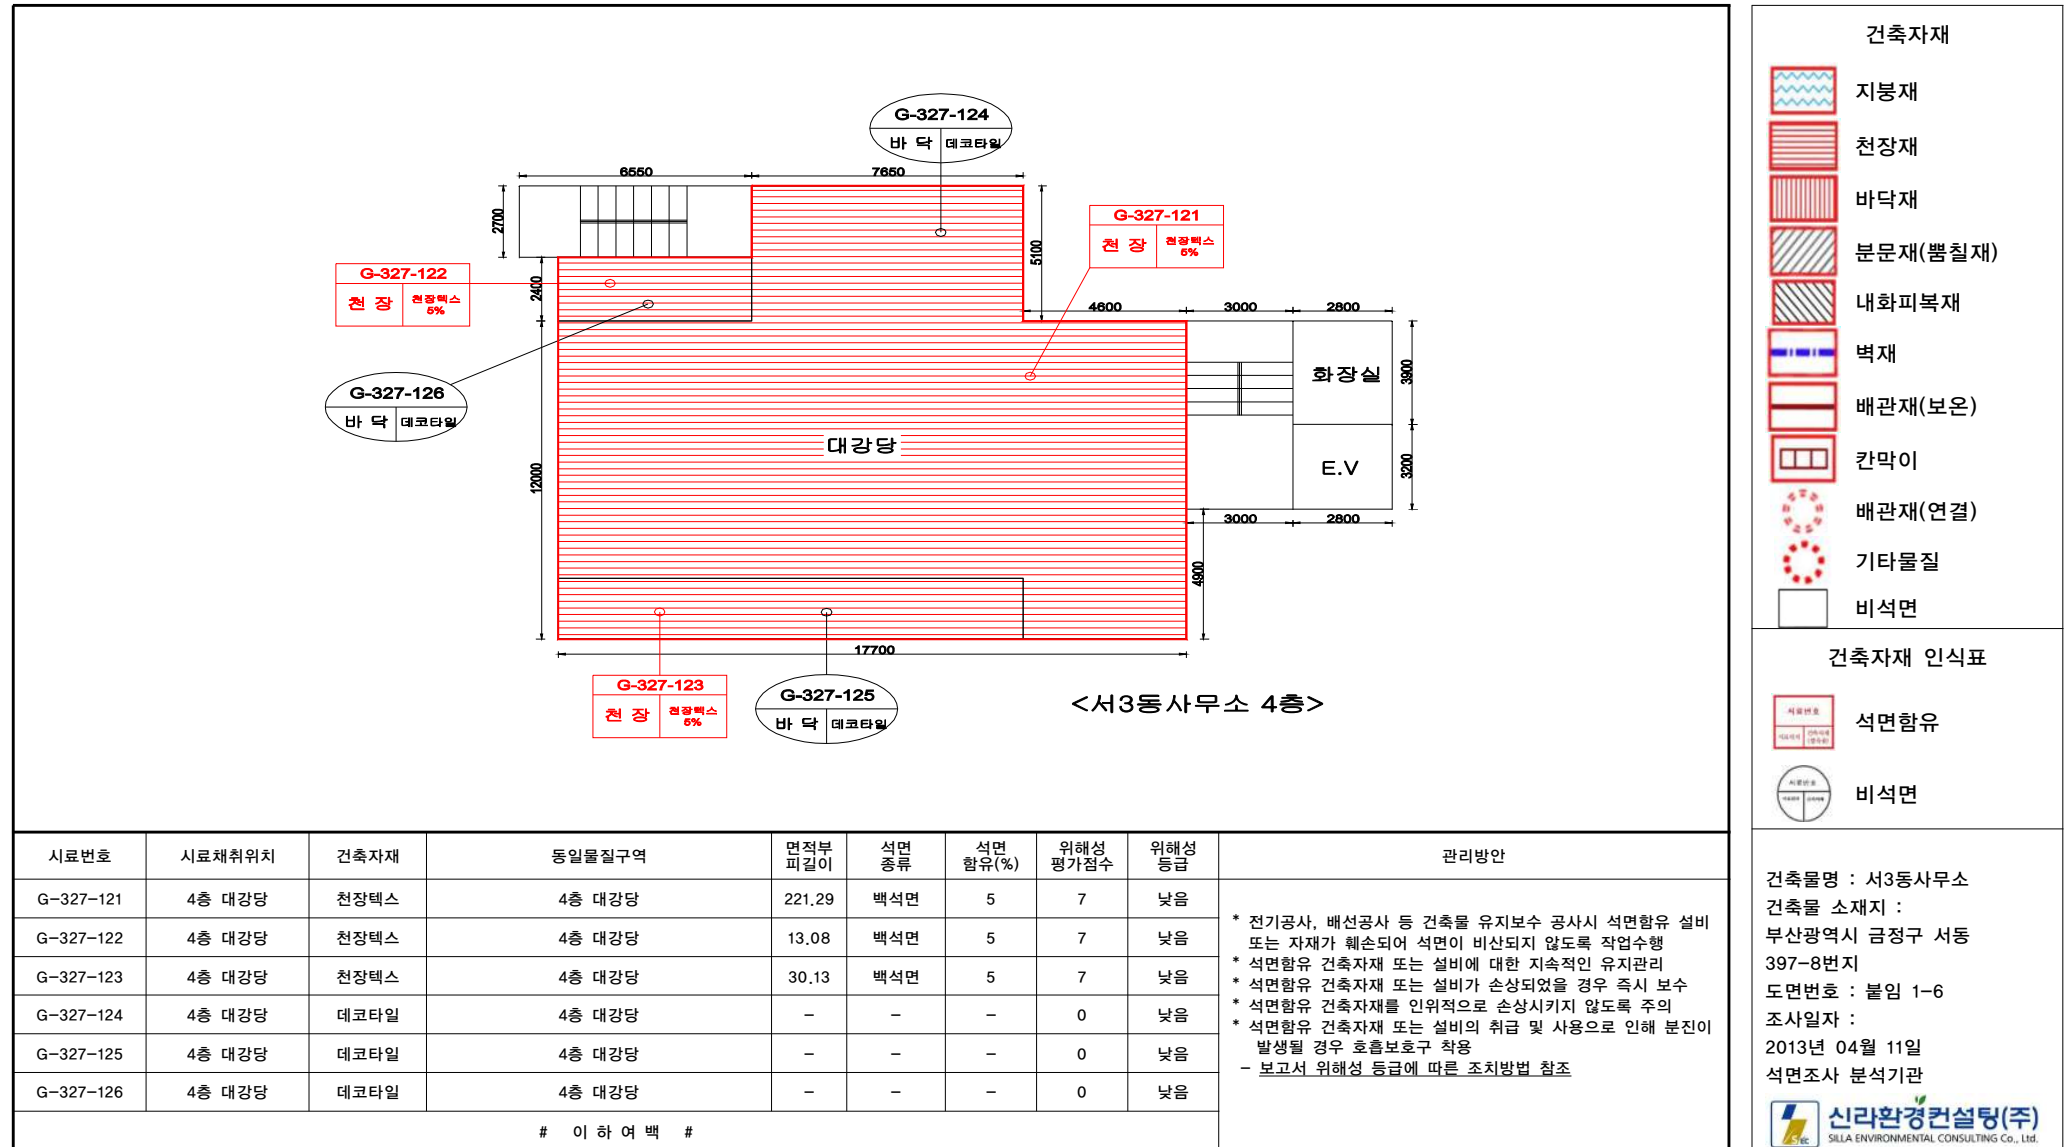 G-327-124
바 닥 데코타일
6550
7650
2700
G-327-121
천 장 천장텍스
5%
5100
G-327-122
천 장 천장텍스
5%
2400
4600
3000
2800
화장실
3900
G-327-126
바 닥 데코타일
대강당
E.V
3200
12000
3000
2800
4900
17700
G-327-123
천 장 천장텍스
5%
G-327-125
바 닥 데코타일
<서3동사무소 4층>
건축자재
지붕재
천장재
바닥재
분문재(뿜칠재)
내화피복재
벽재
배관재(보온)
칸막이
배관재(연결)
기타물질
비석면
건축자재 인식표
시료번호
석면함유
비석면
시료번호 시료채취위치 건축자재 동일물질구역 면적부피길이 석면종류 석면함유(%) 위해성평가점수 위해성등급 관리방안
G-327-121 4층 대강당 천장텍스 4층 대강당 221.29 백석면 5 7 낮음
G-327-122 4층 대강당 천장텍스 4층 대강당 13.08 백석면 5 7 낮음
G-327-123 4층 대강당 천장텍스 4층 대강당 30.13 백석면 5 7 낮음
G-327-124 4층 대강당 데코타일 4층 대강당 - - - 0 낮음
G-327-125 4층 대강당 데코타일 4층 대강당 - - - 0 낮음
G-327-126 4층 대강당 데코타일 4층 대강당 - - - 0 낮음
# 이 하 여 백 #
* 전기공사, 배선공사 등 건축물 유지보수 공사시 석면함유 설비
또는 자재가 훼손되어 석면이 비산되지 않도록 작업수행
* 석면함유 건축자재 또는 설비에 대한 지속적인 유지관리
* 석면함유 건축자재 또는 설비가 손상되었을 경우 즉시 보수
* 석면함유 건축자재를 인위적으로 손상시키지 않도록 주의
* 석면함유 건축자재 또는 설비의 취급 및 사용으로 인해 분진이
발생될 경우 호흡보호구 착용
- 보고서 위해성 등급에 따른 조치방법 참조
건축물명 : 서3동사무소
건축물 소재지 :
부산광역시 금정구 서동
397-8번지
도면번호 : 붙임 1-6
조사일자 :
2013년 04월 11일
석면조사 분석기관
신라환경컨설팅(주)
SILLA ENVIRONMENTAL CONSULTING Co., Ltd.